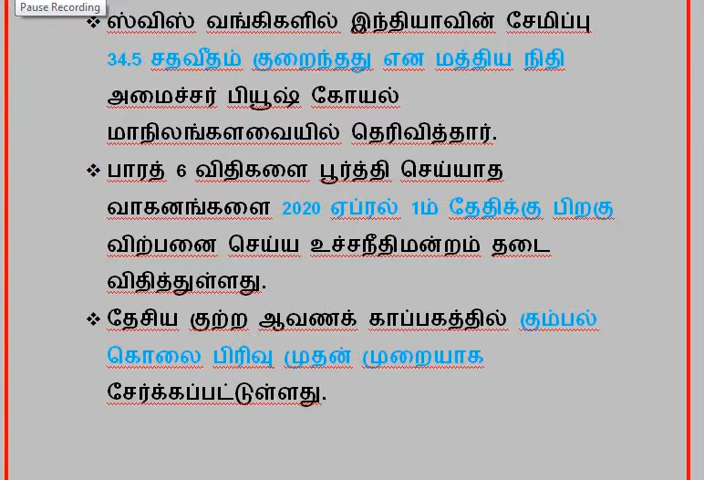 Pause Recording
❖ ஸ்விஸ் வங்கிகளில் இந்தியாவின் சேமிப்பு
34.5 சதவீதம் குறைந்தது என மத்திய நிதி
அமைச்சர் பியூஷ் கோயல்
மாநிலங்களவையில் தெரிவித்தார்.
❖ பாரத் 6 விதிகளை பூர்த்தி செய்யாத
வாகனங்களை 2020 ஏப்ரல் 1ம் தேதிக்கு பிறகு
விற்பனை செய்ய உச்சநீதிமன்றம் தடை
விதித்துள்ளது.
❖ தேசிய குற்ற ஆவணக் காப்பகத்தில் கும்பல்
கொலை பிரிவு முதன் முறையாக
சேர்க்கப்பட்டுள்ளது.